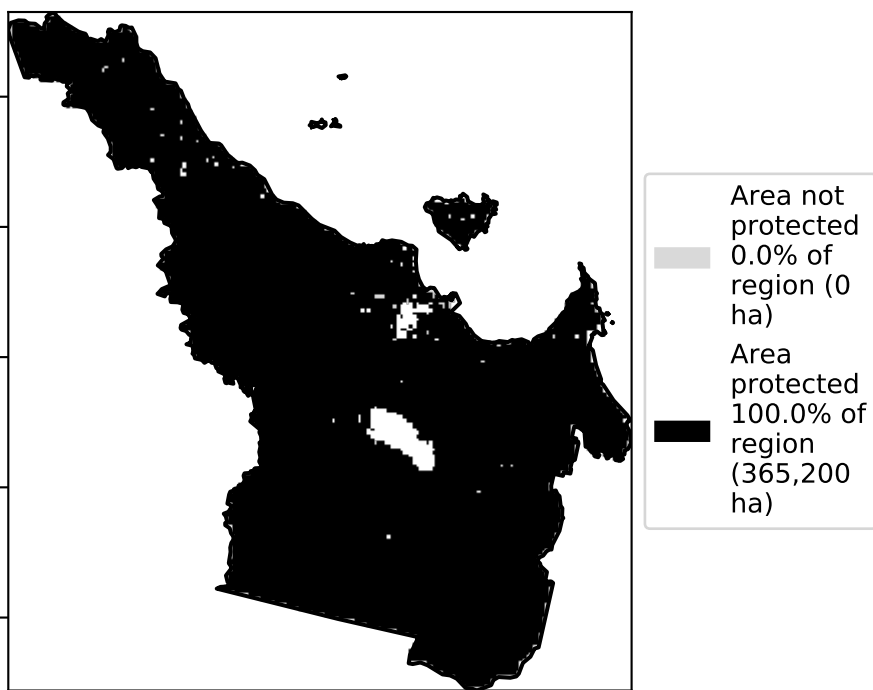 Area not
protected
0.0% of
region (0
ha)
Area
protected
100.0% of
region
(365,200
ha)